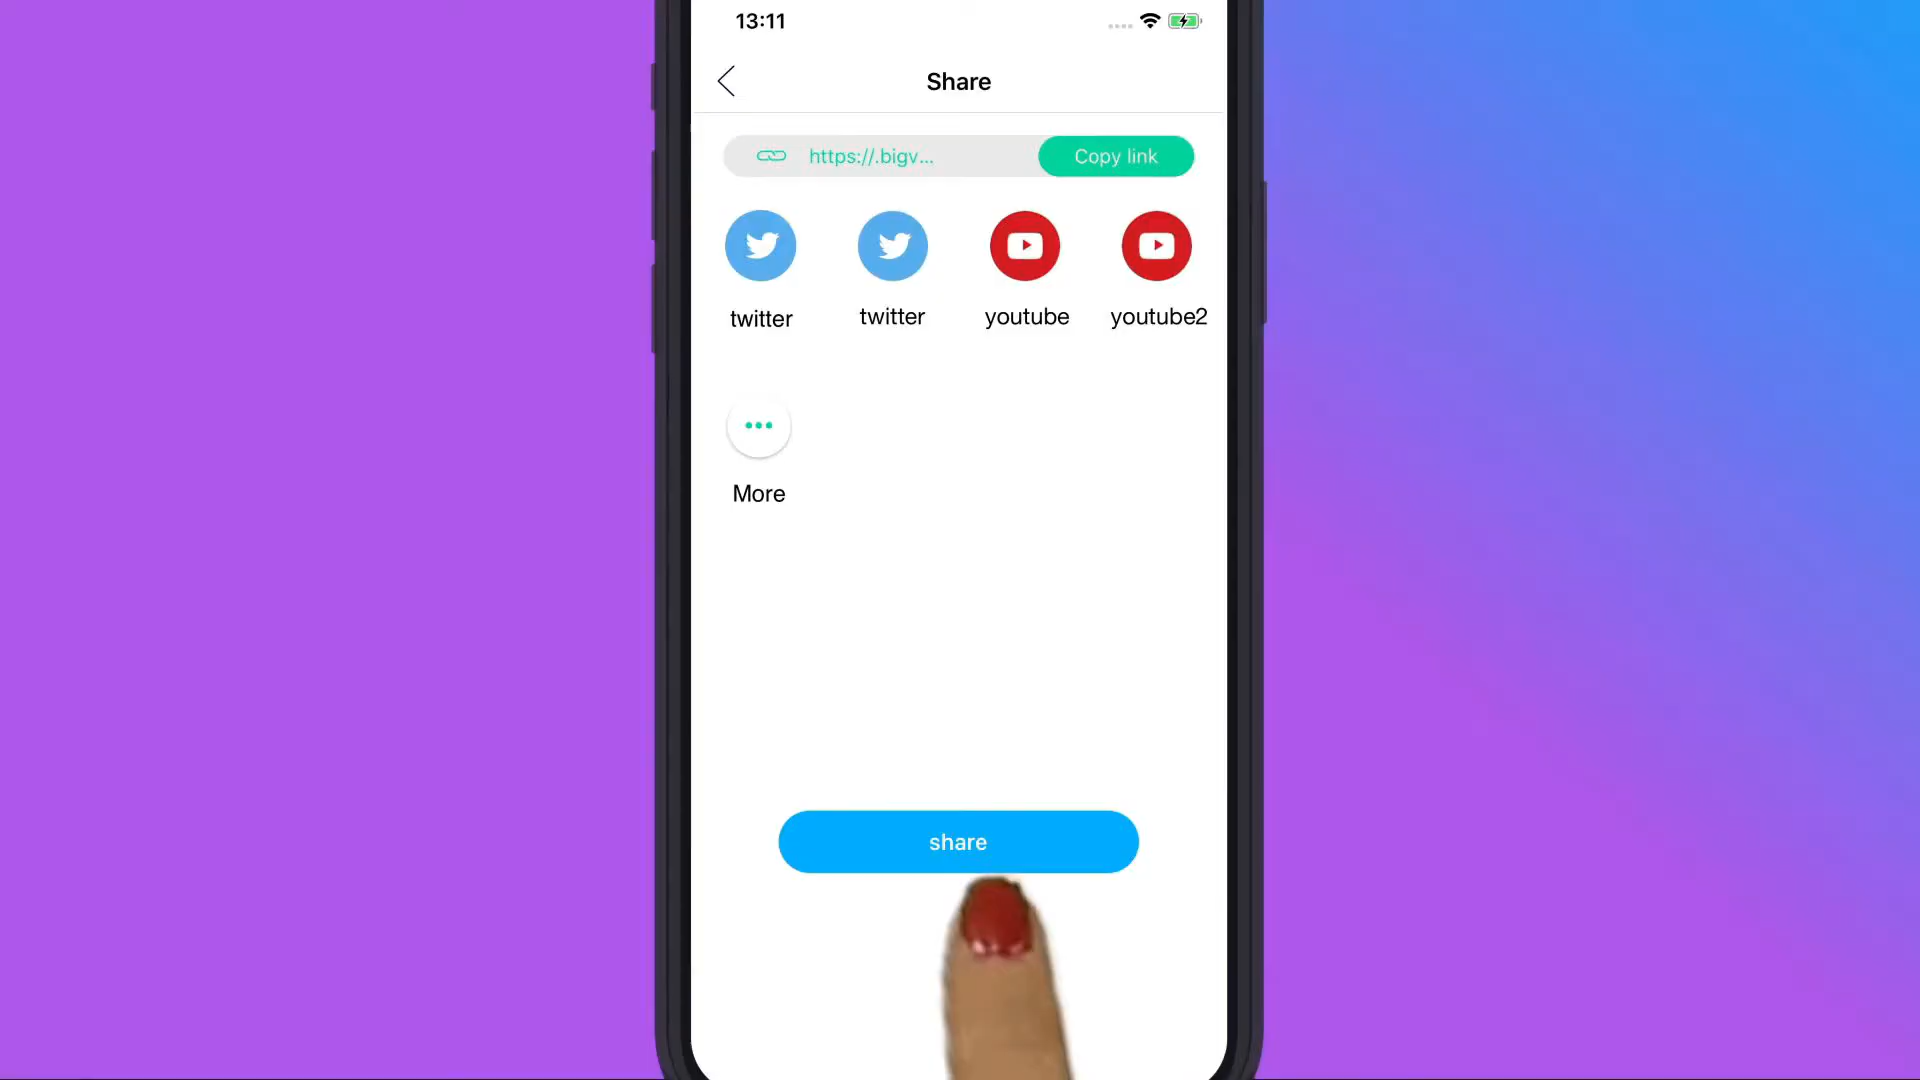 13:11
Share
https://.bigv... Copy link
twitter twitter youtube youtube2
More
share